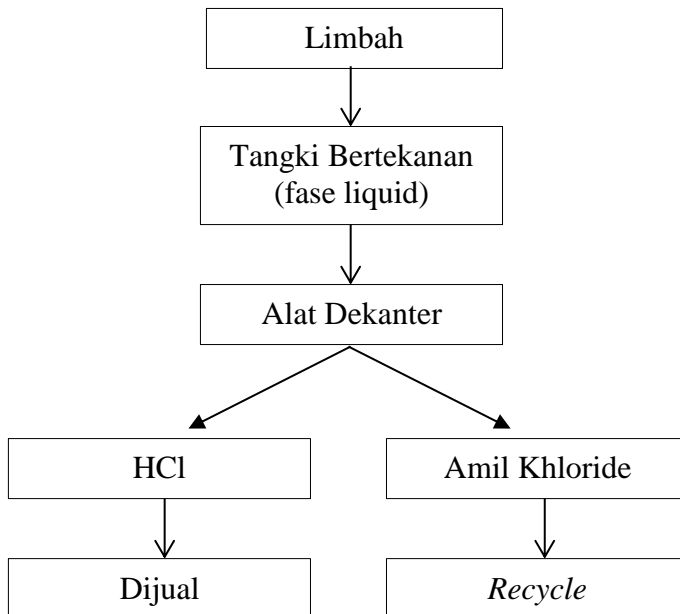 Limbah
Tangki Bertekanan
(fase liquid)
Alat Dekanter
HCl
Amil Khloride
Dijual
Recycle